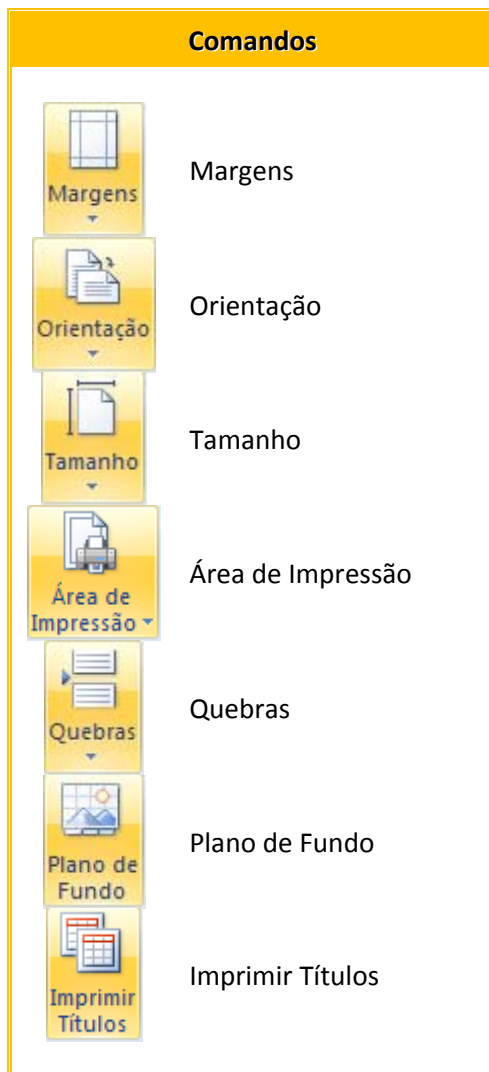 Comandos
Margens
Margens
Orientação
Orientação
Tamanho
Tamanho
Área de
Impressão
Área de Impressão
Quebras
Quebras
Plano de
Fundo
Plano de Fundo
Imprimir
Títulos
Imprimir Títulos